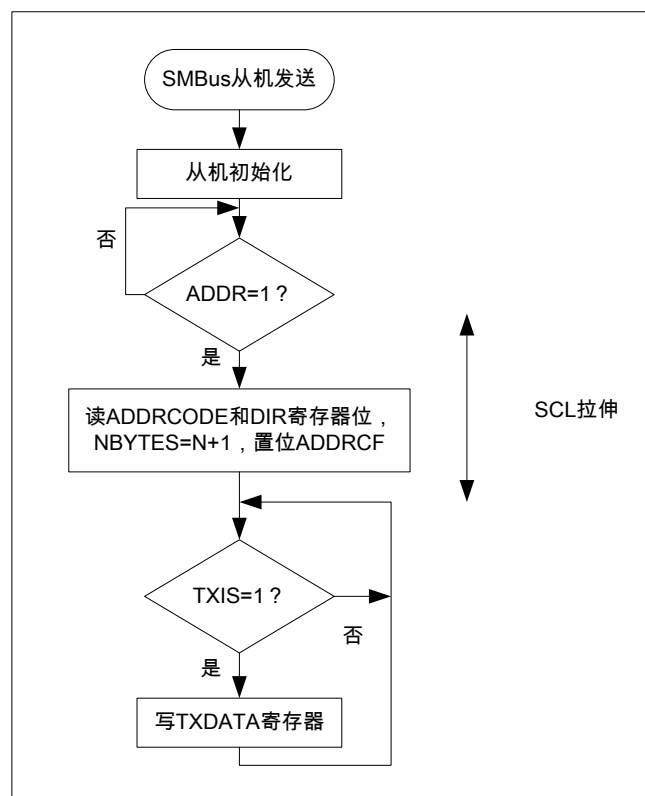 SMBus从机发送
从机初始化
否
ADDR=1？
是
读ADDRCODE和DIR寄存器位，
NBYTES=N+1，置位ADDRCF
SCL拉伸
TXIS=1？
否
是
写TXDATA寄存器